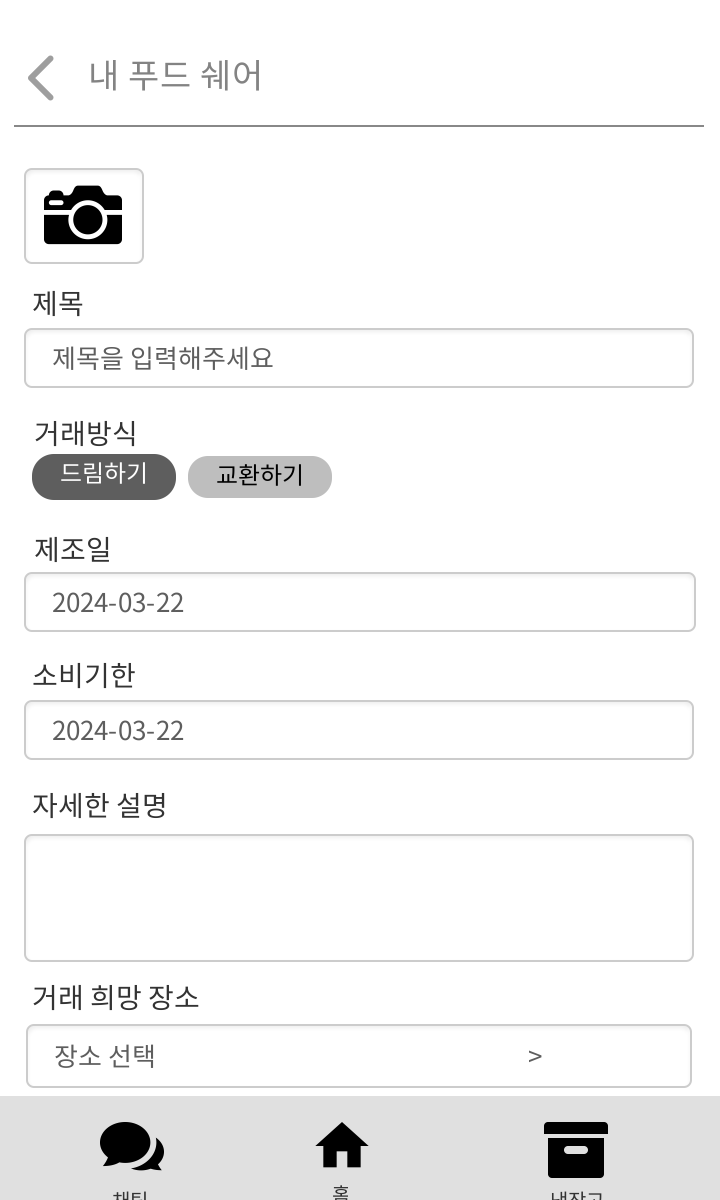 내 푸드 쉐어
제목
제목을 입력해주세요
거래방식
드림하기 교환하기
제조일
2024-03-22
소비기한
2024-03-22
자세한 설명
거래 희망 장소
장소 선택 >
채팅 홈 냉장고